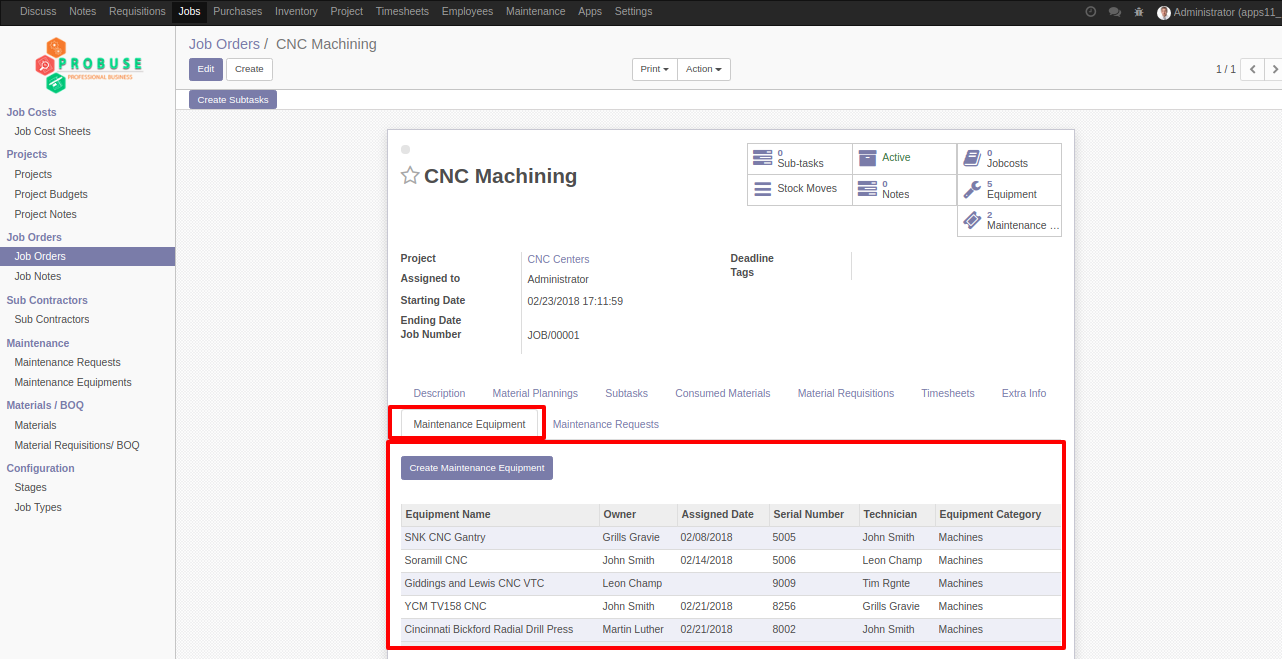 Discuss Notes Requisitions Jobs Purchases Inventory Project Timesheets Employees Maintenance Apps Settings Administrator (apps11_
PROBUSE
PROFESSIONAL BUSINESS
Job Costs
Job Cost Sheets
Projects
Projects
Project Budgets
Project Notes
Job Orders
Job Orders
Job Notes
Sub Contractors
Sub Contractors
Maintenance
Maintenance Requests
Maintenance Equipments
Materials / BOQ
Materials
Material Requisitions/ BOQ
Configuration
Stages
Job Types
Job Orders / CNC Machining
Edit Create Print Action 1 / 1
Create Subtasks
CNC Machining
0
Sub-tasks
Active
0
Jobcosts
Stock Moves
0
Notes
5
Equipment
2
Maintenance ...
Project CNC Centers
Assigned to Administrator
Starting Date 02/23/2018 17:11:59
Ending Date
Job Number JOB/00001
Deadline
Tags
Description Material Plannings Subtasks Consumed Materials Material Requisitions Timesheets Extra Info
Maintenance Equipment Maintenance Requests
Create Maintenance Equipment
Equipment Name Owner Assigned Date Serial Number Technician Equipment Category
SNK CNC Gantry Grills Gravie 02/08/2018 5005 John Smith Machines
Soramill CNC John Smith 02/14/2018 5006 Leon Champ Machines
Giddings and Lewis CNC VTC Leon Champ 9009 Tim Rgnte Machines
YCM TV158 CNC John Smith 02/21/2018 8256 Grills Gravie Machines
Cincinnati Bickford Radial Drill Press Martin Luther 02/21/2018 8002 John Smith Machines